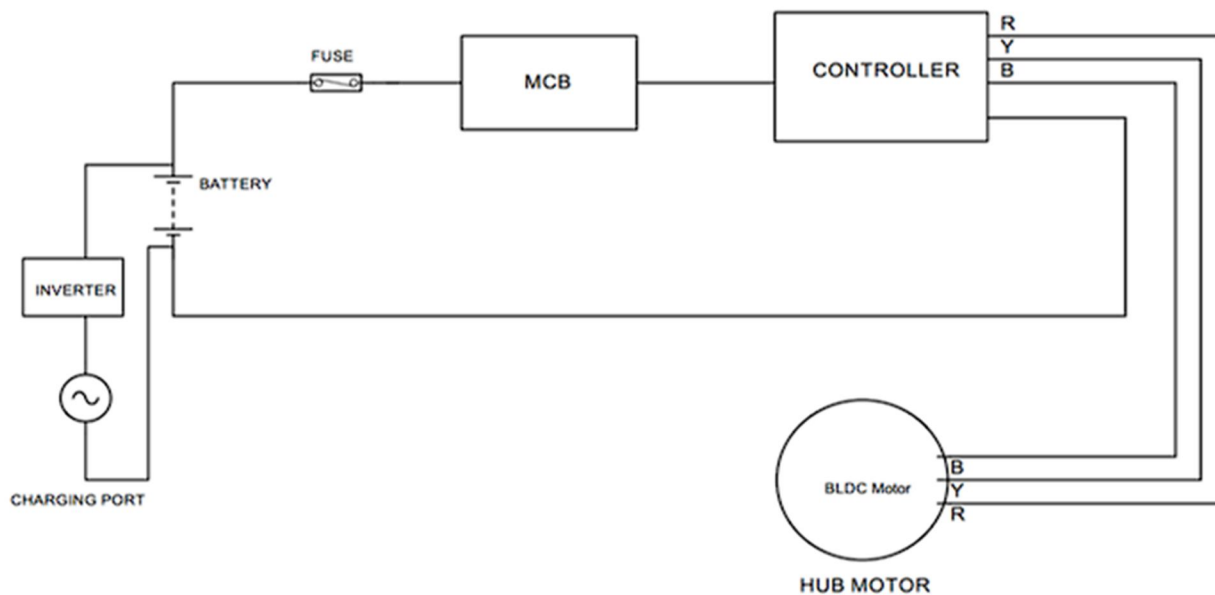 R
Y
B
FUSE
MCB
CONTROLLER
BATTERY
INVERTER
CHARGING PORT
B
Y
R
BLDC Motor
HUB MOTOR